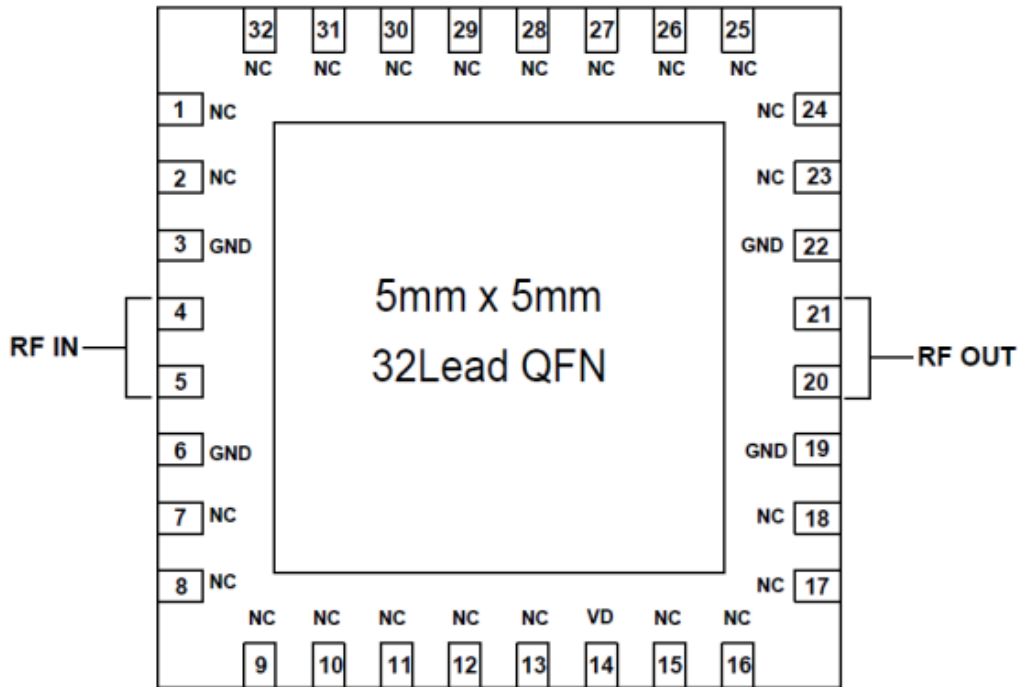 32 31 30 29 28 27 26 25
NC NC NC NC NC NC NC NC
1 NC NC 24
2 NC NC 23
3 GND GND 22
5mm x 5mm
4 21
RF IN RF OUT
32Lead QFN
5 20
6 GND GND 19
7 NC NC 18
8 NC NC 17
NC NC NC NC NC VD NC NC
9 10 11 12 13 14 15 16